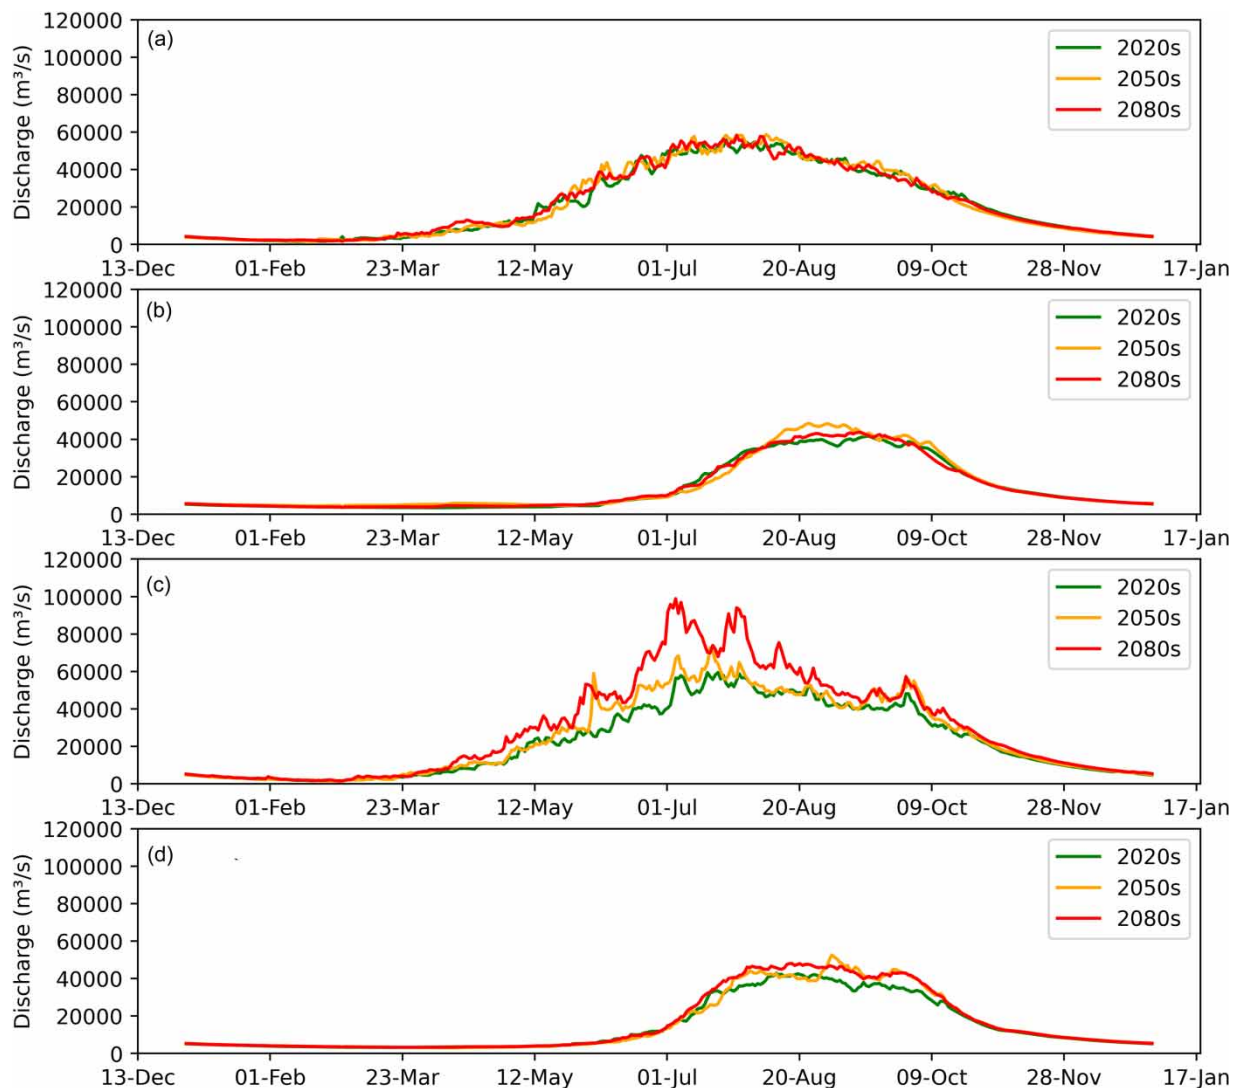 (a)
Discharge (m³/s)
120000
100000
80000
60000
40000
20000
0
2020s
2050s
2080s
13-Dec 01-Feb 23-Mar 12-May 01-Jul 20-Aug 09-Oct 28-Nov 17-Jan
(b)
Discharge (m³/s)
120000
100000
80000
60000
40000
20000
0
2020s
2050s
2080s
13-Dec 01-Feb 23-Mar 12-May 01-Jul 20-Aug 09-Oct 28-Nov 17-Jan
(c)
Discharge (m³/s)
120000
100000
80000
60000
40000
20000
0
2020s
2050s
2080s
13-Dec 01-Feb 23-Mar 12-May 01-Jul 20-Aug 09-Oct 28-Nov 17-Jan
(d)
Discharge (m³/s)
120000
100000
80000
60000
40000
20000
0
2020s
2050s
2080s
13-Dec 01-Feb 23-Mar 12-May 01-Jul 20-Aug 09-Oct 28-Nov 17-Jan